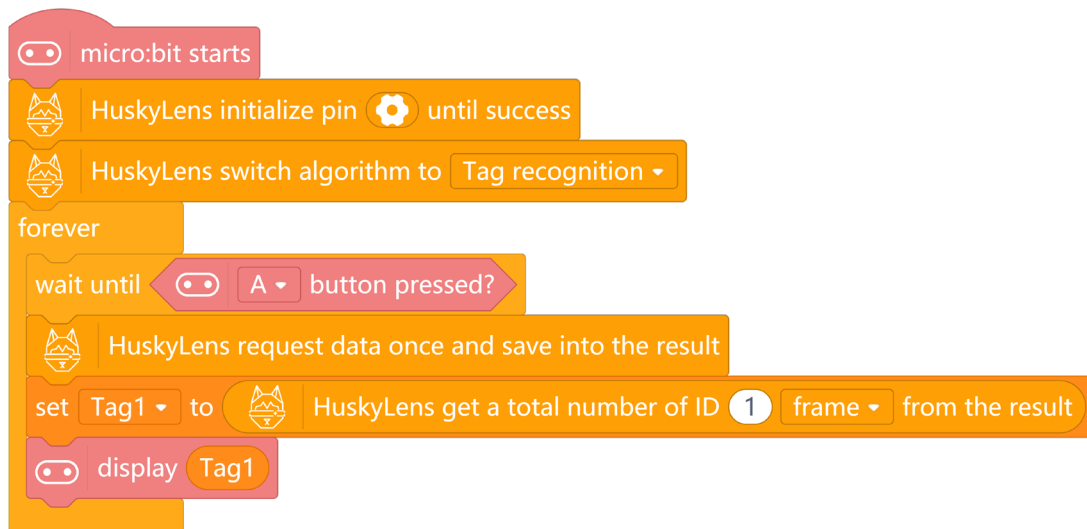 micro:bit starts
HuskyLens initialize pin until success
HuskyLens switch algorithm to Tag recognition
forever
wait until A button pressed?
HuskyLens request data once and save into the result
set Tag1 to HuskyLens get a total number of ID 1 frame from the result
display Tag1